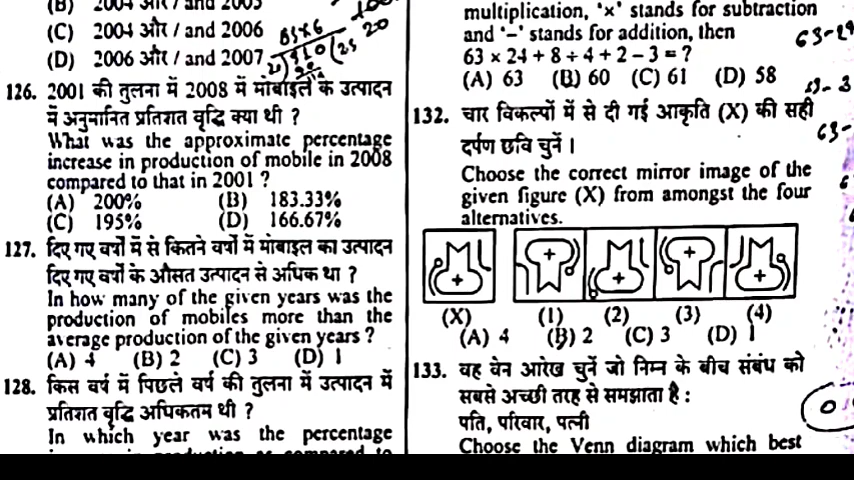 (B) 2004 और / and 2005
(C) 2004 और / and 2006
(D) 2006 और / and 2007
126. 2001 की तुलना में 2008 में मोबाइल के उत्पादन
में अनुमानित प्रतिशत वृद्धि क्या थी ?
What was the approximate percentage
increase in production of mobile in 2008
compared to that in 2001 ?
(A) 200% (B) 183.33%
(C) 195% (D) 166.67%
127. दिए गए वर्षों में से कितने वर्षों में मोबाइल का उत्पादन
दिए गए वर्षों के औसत उत्पादन से अधिक था ?
In how many of the given years was the
production of mobiles more than the
average production of the given years ?
(A) 4 (B) 2 (C) 3 (D) 1
128. किस वर्ष में पिछले वर्ष की तुलना में उत्पादन में
प्रतिशत वृद्धि अधिकतम थी ?
In which year was the percentage
multiplication, 'x' stands for subtraction
and '–' stands for addition, then
63 × 24 + 8 ÷ 4 + 2 – 3 = ?
(A) 63 (B) 60 (C) 61 (D) 58
132. चार विकल्पों में से दी गई आकृति (X) की सही
दर्पण छवि चुनें ।
Choose the correct mirror image of the
given figure (X) from amongst the four
alternatives.
(X) (1) (2) (3) (4)
(A) 4 (B) 2 (C) 3 (D) 1
133. वह वेन आरेख चुनें जो निम्न के बीच संबंध को
सबसे अच्छी तरह से समझाता है :
पति, परिवार, पत्नी
Choose the Venn diagram which best